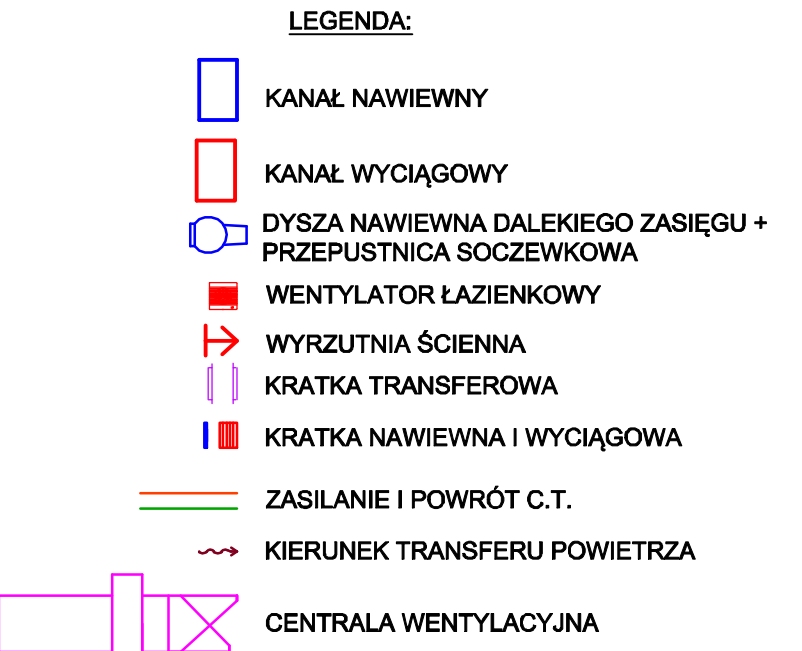 LEGENDA:
KANAŁ NAWIEWNY
KANAŁ WYCIĄGOWY
DYSZA NAWIEWNA DALEKIEGO ZASIĘGU +
PRZEPUSTNICA SOCZEWKOWA
WENTYLATOR ŁAZIENKOWY
WYRZUTNIA ŚCIENNA
KRATKA TRANSFEROWA
KRATKA NAWIEWNA I WYCIĄGOWA
ZASILANIE I POWRÓT C.T.
KIERUNEK TRANSFERU POWIETRZA
CENTRALA WENTYLACYJNA